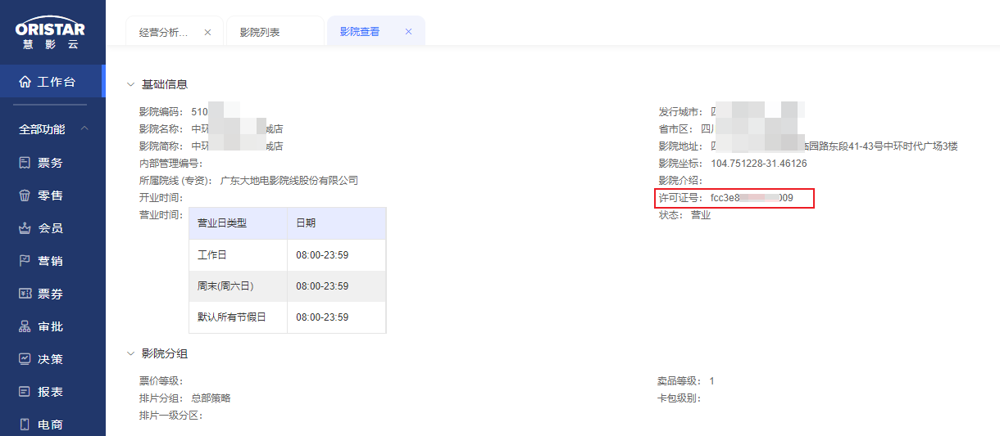 ORISTAR
慧影云
经营分析... ×
影院列表
影院查看 ×
工作台
全部功能
票务
零售
会员
营销
票券
审批
决策
报表
电商
基础信息
影院编码： 510
影院名称： 中环 城店
影院简称： 中环 城店
内部管理编号：
所属院线 (专资)： 广东大地电影院线股份有限公司
开业时间：
营业时间：
营业日类型 日期
工作日 08:00-23:59
周末(周六日) 08:00-23:59
默认所有节假日 08:00-23:59
发行城市：
省市区： 四川
影院地址： 园路东段41-43号中环时代广场3楼
影院坐标： 104.751228-31.46126
影院介绍：
许可证号： fcc3e8 009
状态： 营业
影院分组
票价等级：
排片分组： 总部策略
排片一级分区：
卖品等级： 1
卡包级别：